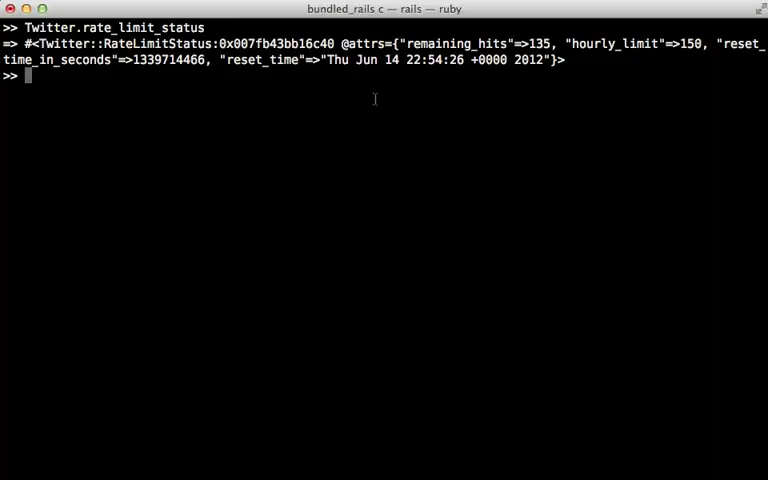 bundled_rails c — rails — ruby
>> Twitter.rate_limit_status
=> #<Twitter::RateLimitStatus:0x007fb43bb16c40 @attrs={"remaining_hits"=>135, "hourly_limit"=>150, "reset_
time_in_seconds"=>1339714466, "reset_time"=>"Thu Jun 14 22:54:26 +0000 2012"}>
>>